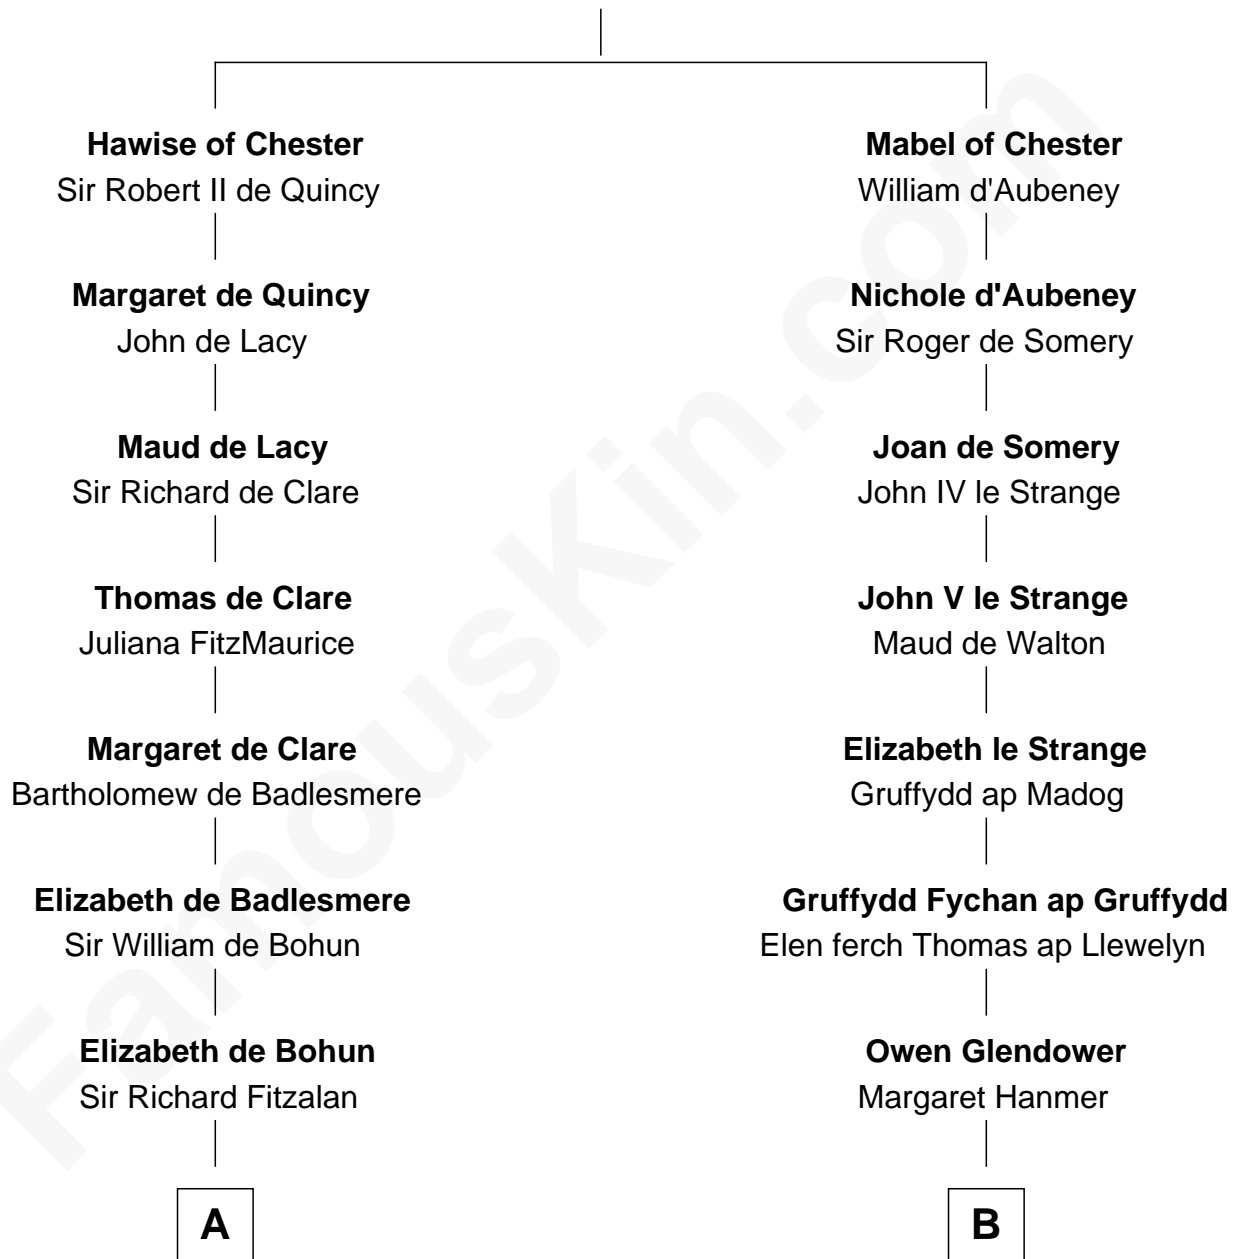 Hawise of Chester
Sir Robert II de Quincy
Mabel of Chester
William d'Aubeney
Margaret de Quincy
John de Lacy
Nichole d'Aubeney
Sir Roger de Somery
Maud de Lacy
Sir Richard de Clare
Joan de Somery
John IV le Strange
Thomas de Clare
Juliana FitzMaurice
John V le Strange
Maud de Walton
Margaret de Clare
Bartholomew de Badlesmere
Elizabeth le Strange
Gruffydd ap Madog
Elizabeth de Badlesmere
Sir William de Bohun
Gruffydd Fychan ap Gruffydd
Elen ferch Thomas ap Llewelyn
Elizabeth de Bohun
Sir Richard Fitzalan
Owen Glendower
Margaret Hanmer
A
B
FamousKin.com